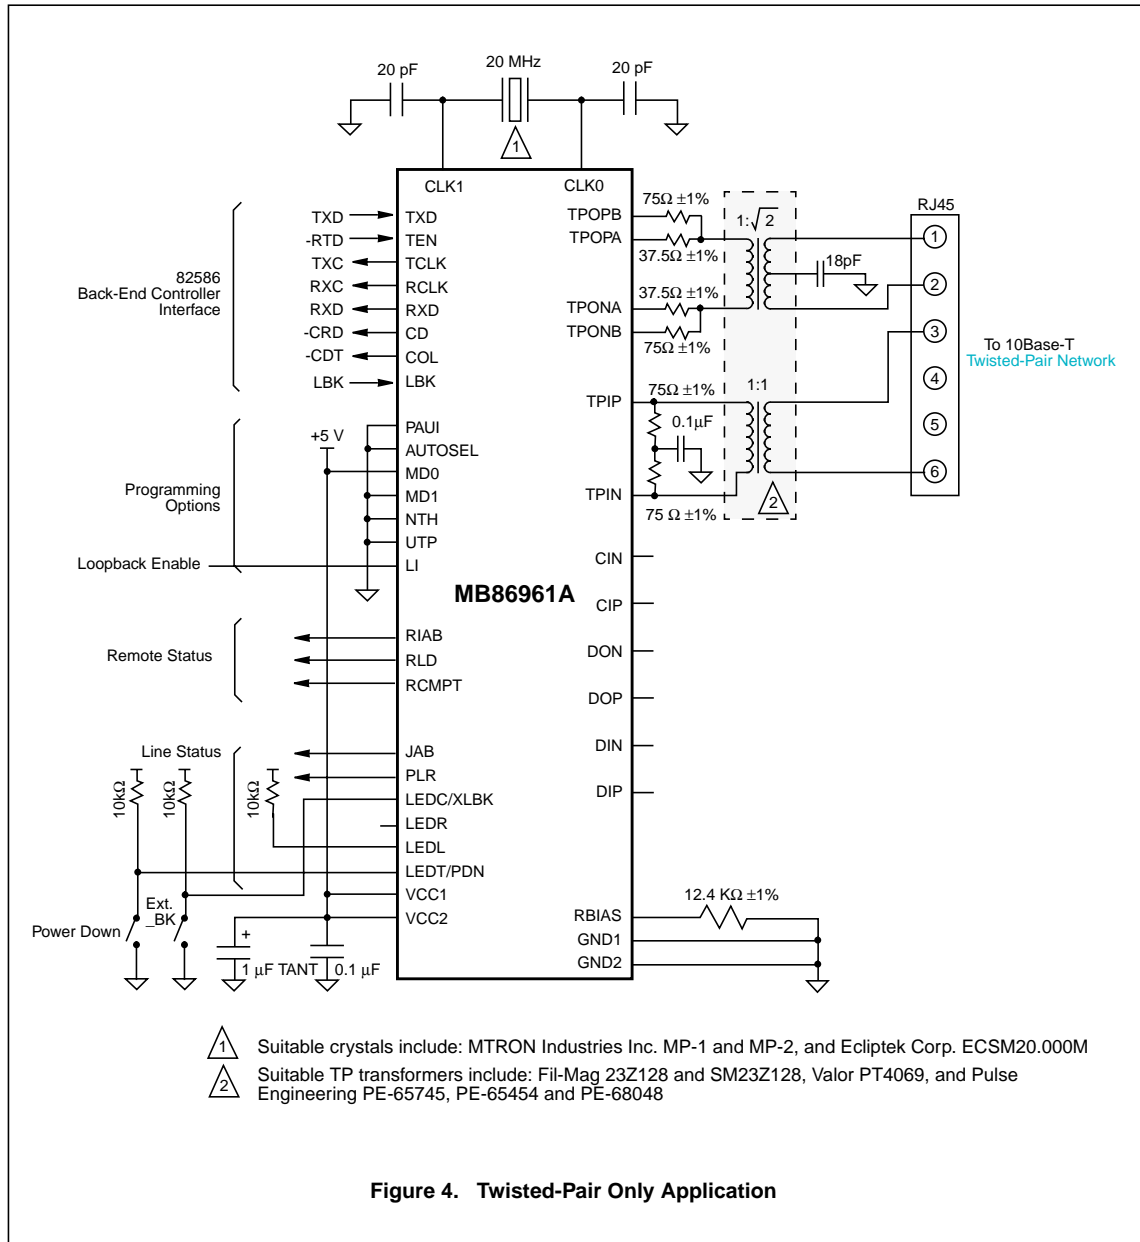 20 pF
20 MHz
20 pF
1
CLK1
CLK0
82586
Back-End Controller
Interface
TXD
-RTD
TXC
RXC
RXD
-CRD
-CDT
LBK
TXD
TEN
TCLK
RCLK
RXD
CD
COL
LBK
TPOPB
TPOPA
TPONA
TPONB
75Ω ±1%
37.5Ω ±1%
37.5Ω ±1%
75Ω ±1%
1:√2
18pF
RJ45
1
2
3
4
5
6
To 10Base-T
Twisted-Pair Network
TPIP
TPIN
75Ω ±1%
0.1µF
75 Ω ±1%
1:1
2
Programming
Options
Loopback Enable
+5 V
PAUI
AUTOSEL
MD0
MD1
NTH
UTP
LI
MB86961A
CIN
CIP
DON
DOP
DIN
DIP
Remote Status
RIAB
RLD
RCMPT
Line Status
JAB
PLR
LEDC/XLBK
LEDR
LEDL
LEDT/PDN
VCC1
VCC2
10kΩ
10kΩ
10kΩ
Power Down
Ext.
_BK
+
1 µF TANT
0.1 µF
RBIAS
GND1
GND2
12.4 KΩ ±1%
1 Suitable crystals include: MTRON Industries Inc. MP-1 and MP-2, and Ecliptek Corp. ECSM20.000M
2 Suitable TP transformers include: Fil-Mag 23Z128 and SM23Z128, Valor PT4069, and Pulse
Engineering PE-65745, PE-65454 and PE-68048
Figure 4. Twisted-Pair Only Application